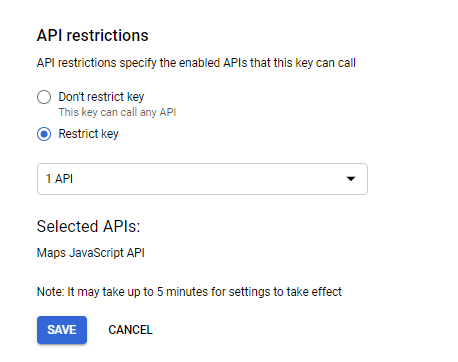 API restrictions
API restrictions specify the enabled APIs that this key can call
Don't restrict key
This key can call any API
Restrict key
1 API
Selected APIs:
Maps JavaScript API
Note: It may take up to 5 minutes for settings to take effect
SAVE CANCEL